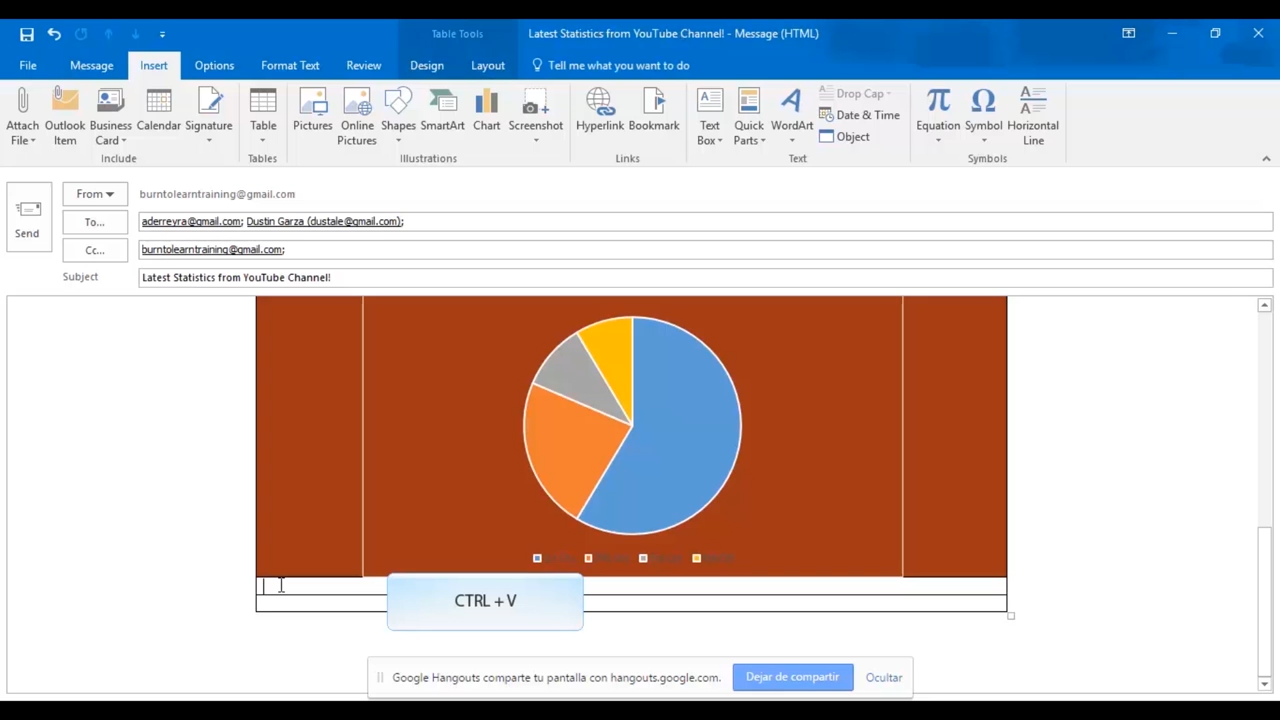 Table Tools
Latest Statistics from YouTube Channel! - Message (HTML)
File Message Insert Options Format Text Review Design Layout Tell me what you want to do
Attach File Outlook Item Business Card Calendar Signature
Table
Pictures Online Pictures Shapes SmartArt Chart Screenshot
Hyperlink Bookmark
Text Box Quick Parts WordArt Drop Cap
Date & Time
Object
Equation Symbol Horizontal Line
Include Tables Illustrations Links Text Symbols
Send
From burntolearntraining@gmail.com
To... aderreyra@gmail.com; Dustin Garza (dustale@gmail.com);
Cc... burntolearntraining@gmail.com;
Subject Latest Statistics from YouTube Channel!
CTRL + V
Google Hangouts comparte tu pantalla con hangouts.google.com. Dejar de compartir Ocultar